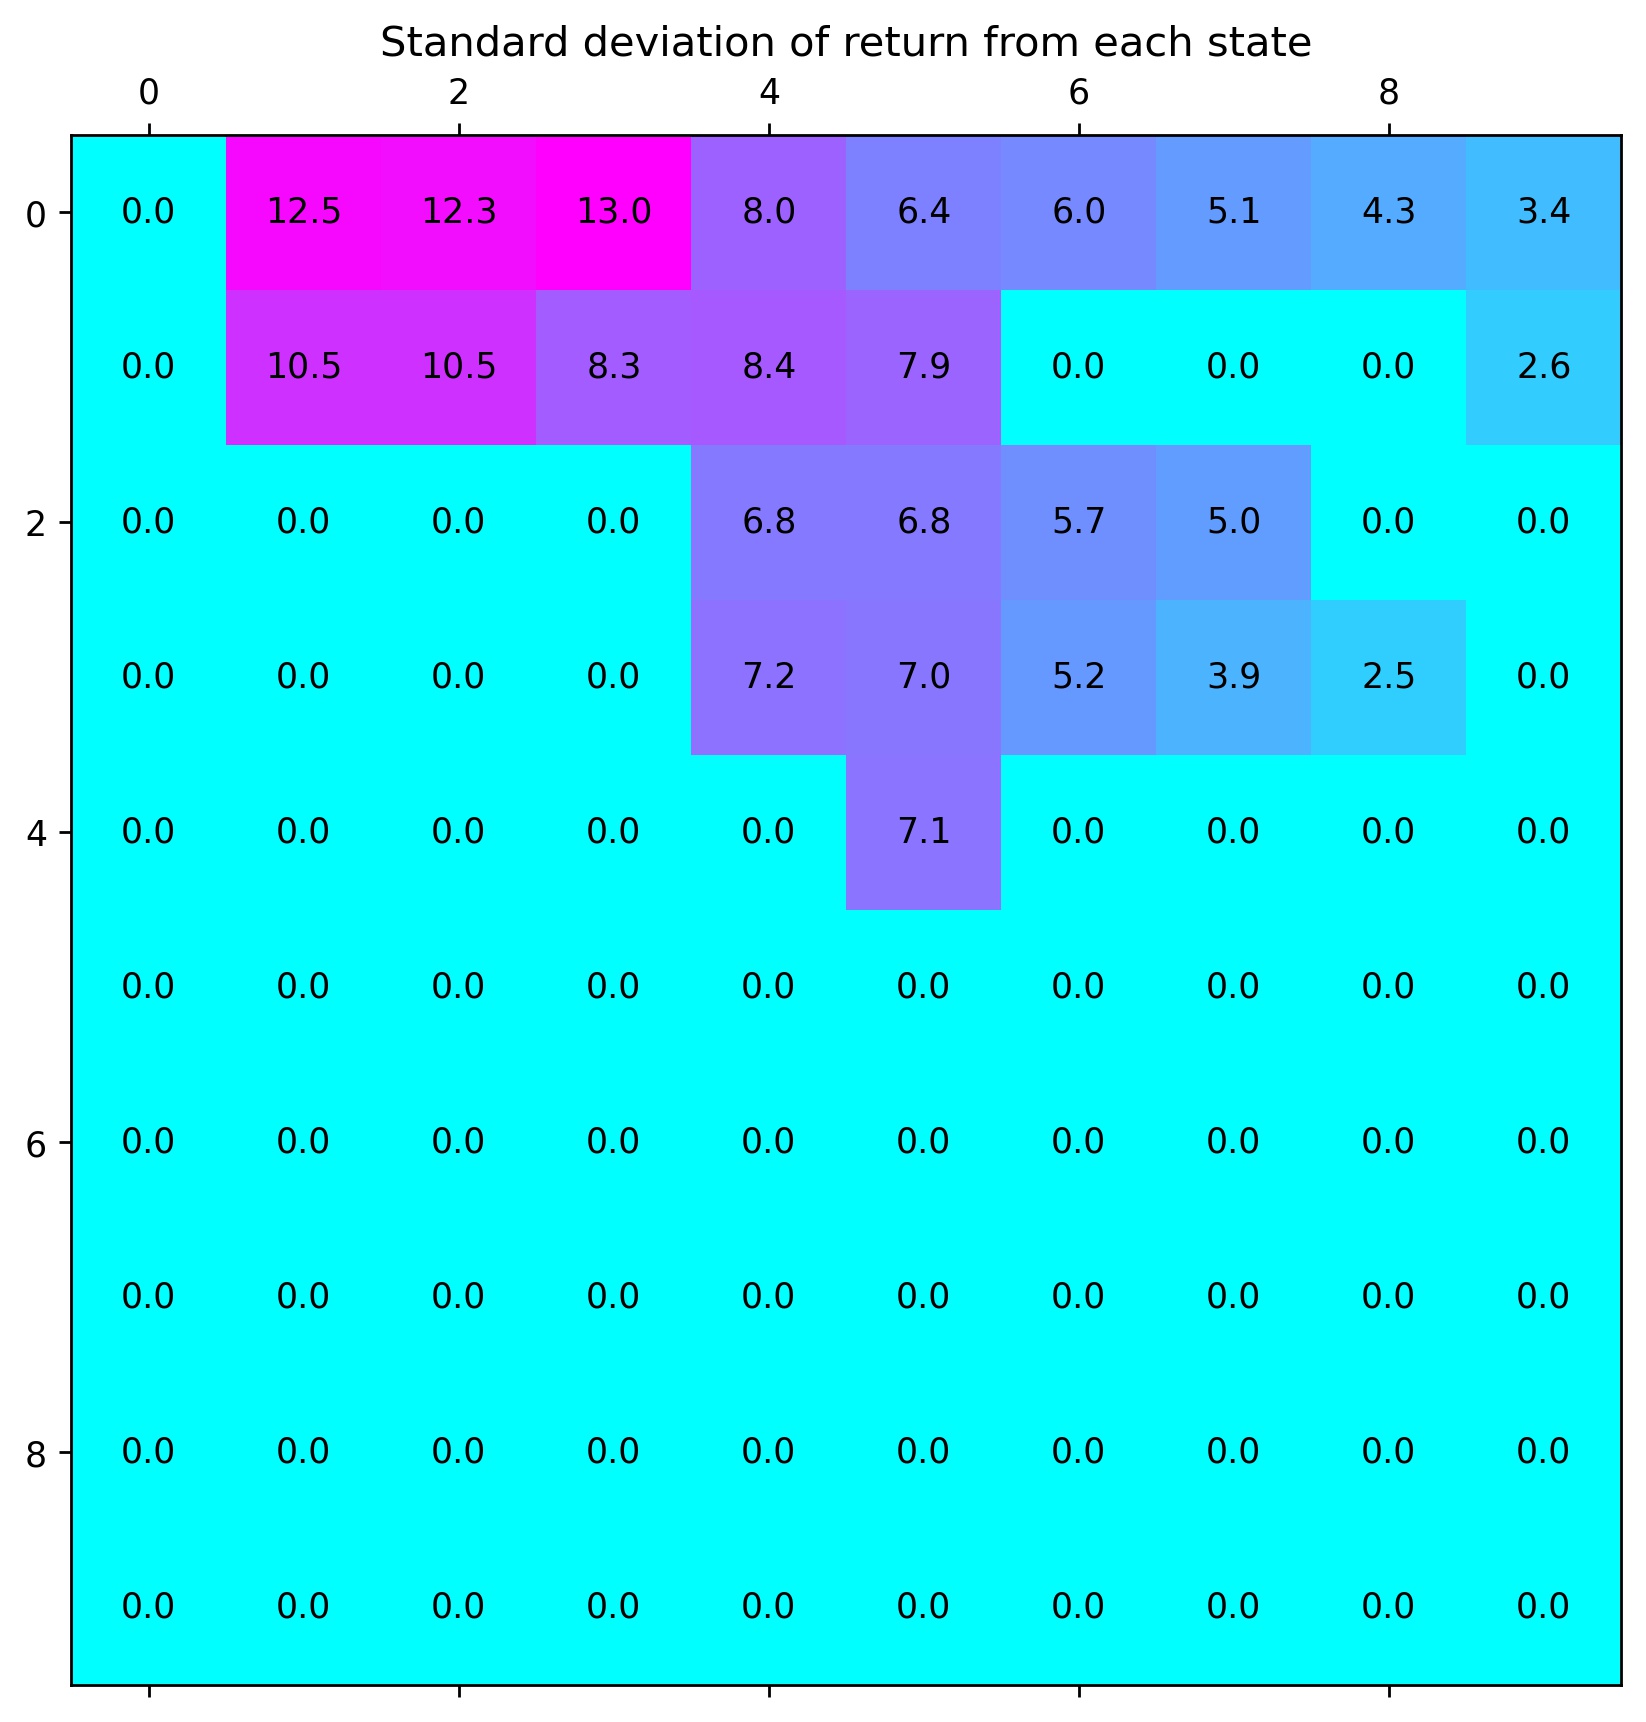 Standard deviation of return from each state
0 2 4 6 8
0 0.0 12.5 12.3 13.0 8.0 6.4 6.0 5.1 4.3 3.4
0.0 10.5 10.5 8.3 8.4 7.9 0.0 0.0 0.0 2.6
2 0.0 0.0 0.0 0.0 6.8 6.8 5.7 5.0 0.0 0.0
0.0 0.0 0.0 0.0 7.2 7.0 5.2 3.9 2.5 0.0
4 0.0 0.0 0.0 0.0 0.0 7.1 0.0 0.0 0.0 0.0
0.0 0.0 0.0 0.0 0.0 0.0 0.0 0.0 0.0 0.0
6 0.0 0.0 0.0 0.0 0.0 0.0 0.0 0.0 0.0 0.0
0.0 0.0 0.0 0.0 0.0 0.0 0.0 0.0 0.0 0.0
8 0.0 0.0 0.0 0.0 0.0 0.0 0.0 0.0 0.0 0.0
0.0 0.0 0.0 0.0 0.0 0.0 0.0 0.0 0.0 0.0